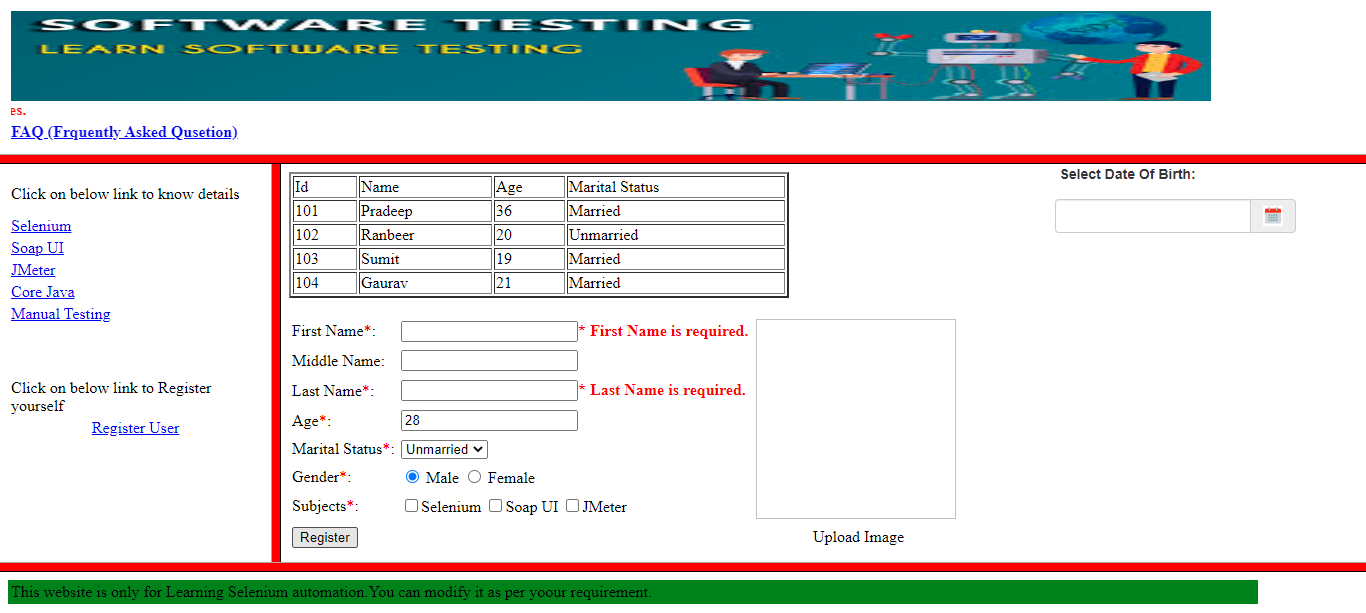 SOFTWARE TESTING
LEARN SOFTWARE TESTING
es.
FAQ (Frquently Asked Qusetion)
Click on below link to know details
Selenium
Soap UI
JMeter
Core Java
Manual Testing
Click on below link to Register
yourself
Register User
Id Name Age Marital Status
101 Pradeep 36 Married
102 Ranbeer 20 Unmarried
103 Sumit 19 Married
104 Gaurav 21 Married
Select Date Of Birth:
First Name*: * First Name is required.
Middle Name:
Last Name*: * Last Name is required.
Age*: 28
Marital Status*: Unmarried
Gender*: Male Female
Subjects*: Selenium Soap UI JMeter
Register
Upload Image
This website is only for Learning Selenium automation.You can modify it as per yoour requirement.